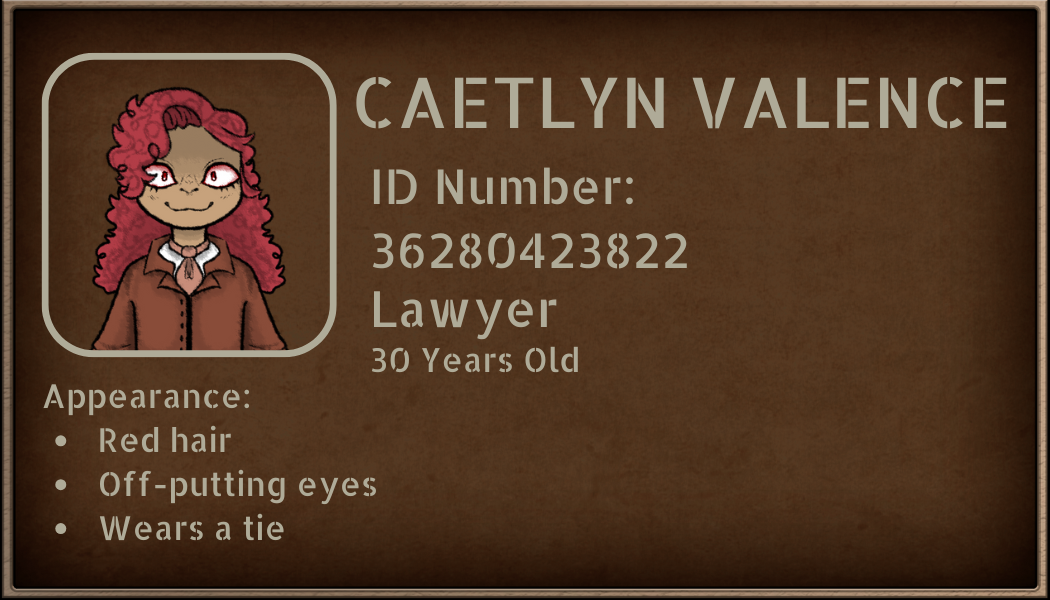 CAETLYN VALENCE
ID Number:
36280423822
Lawyer
30 Years Old
Appearance:
• Red hair
• Off-putting eyes
• Wears a tie